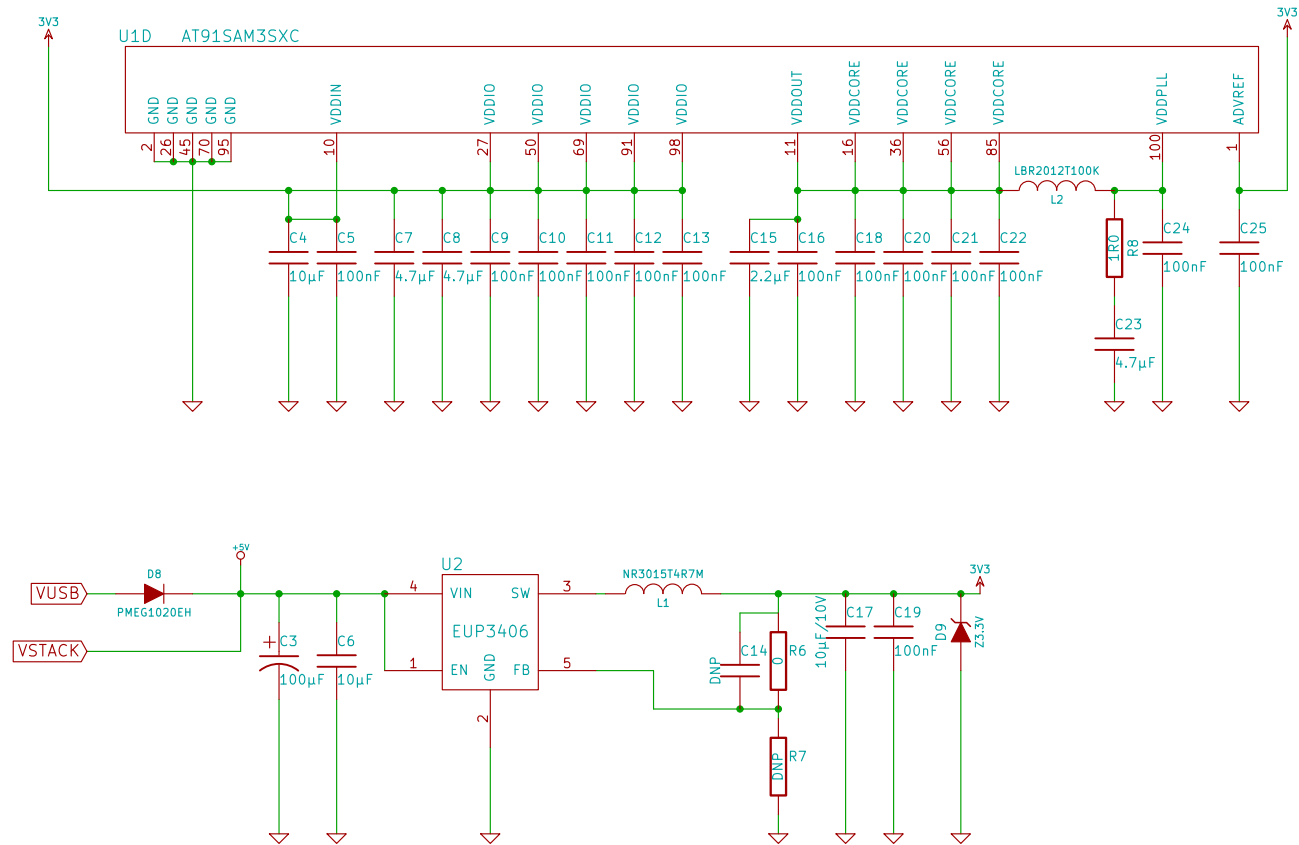 3V3
3V3
U1D AT91SAM3SXC
GND GND GND GND GND VDDIN VDDIO VDDIO VDDIO VDDIO VDDIO VDDOUT VDDCORE VDDCORE VDDCORE VDDCORE VDDPLL ADVREF
2 26 45 70 95 10 27 50 69 91 98 11 16 36 56 85 100 1
LBR2012T100K
L2
C4 C5 C7 C8 C9 C10 C11 C12 C13 C15 C16 C18 C20 C21 C22 1R0 R8 C24 C25
10µF 100nF 4.7µF 4.7µF 100nF 100nF 100nF 100nF 100nF 2.2µF 100nF 100nF 100nF 100nF 100nF 100nF 100nF
C23
4.7µF
+5V
U2
D8 NR3015T4R7M 3V3
VUSB 4 VIN SW 3
PMEG1020EH L1
EUP3406
VSTACK C3 C6 C14 R6 C17 C19 D9 Z3.3V
1 EN GND FB 5 DNP 0 10µF/10V 100nF
100µF 10µF
2
DNP R7